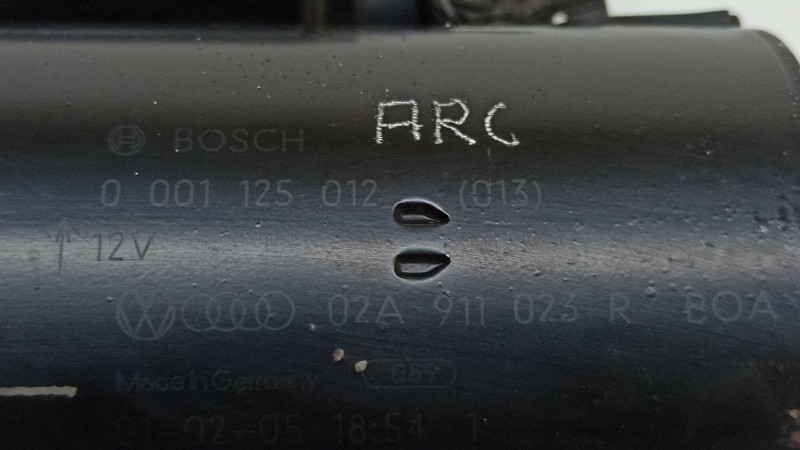 ARC
BOSCH
0 001 125 012 (013)
12V
02A 911 023 R BOA
Made in Germany 089
01 02-05 18:54 1